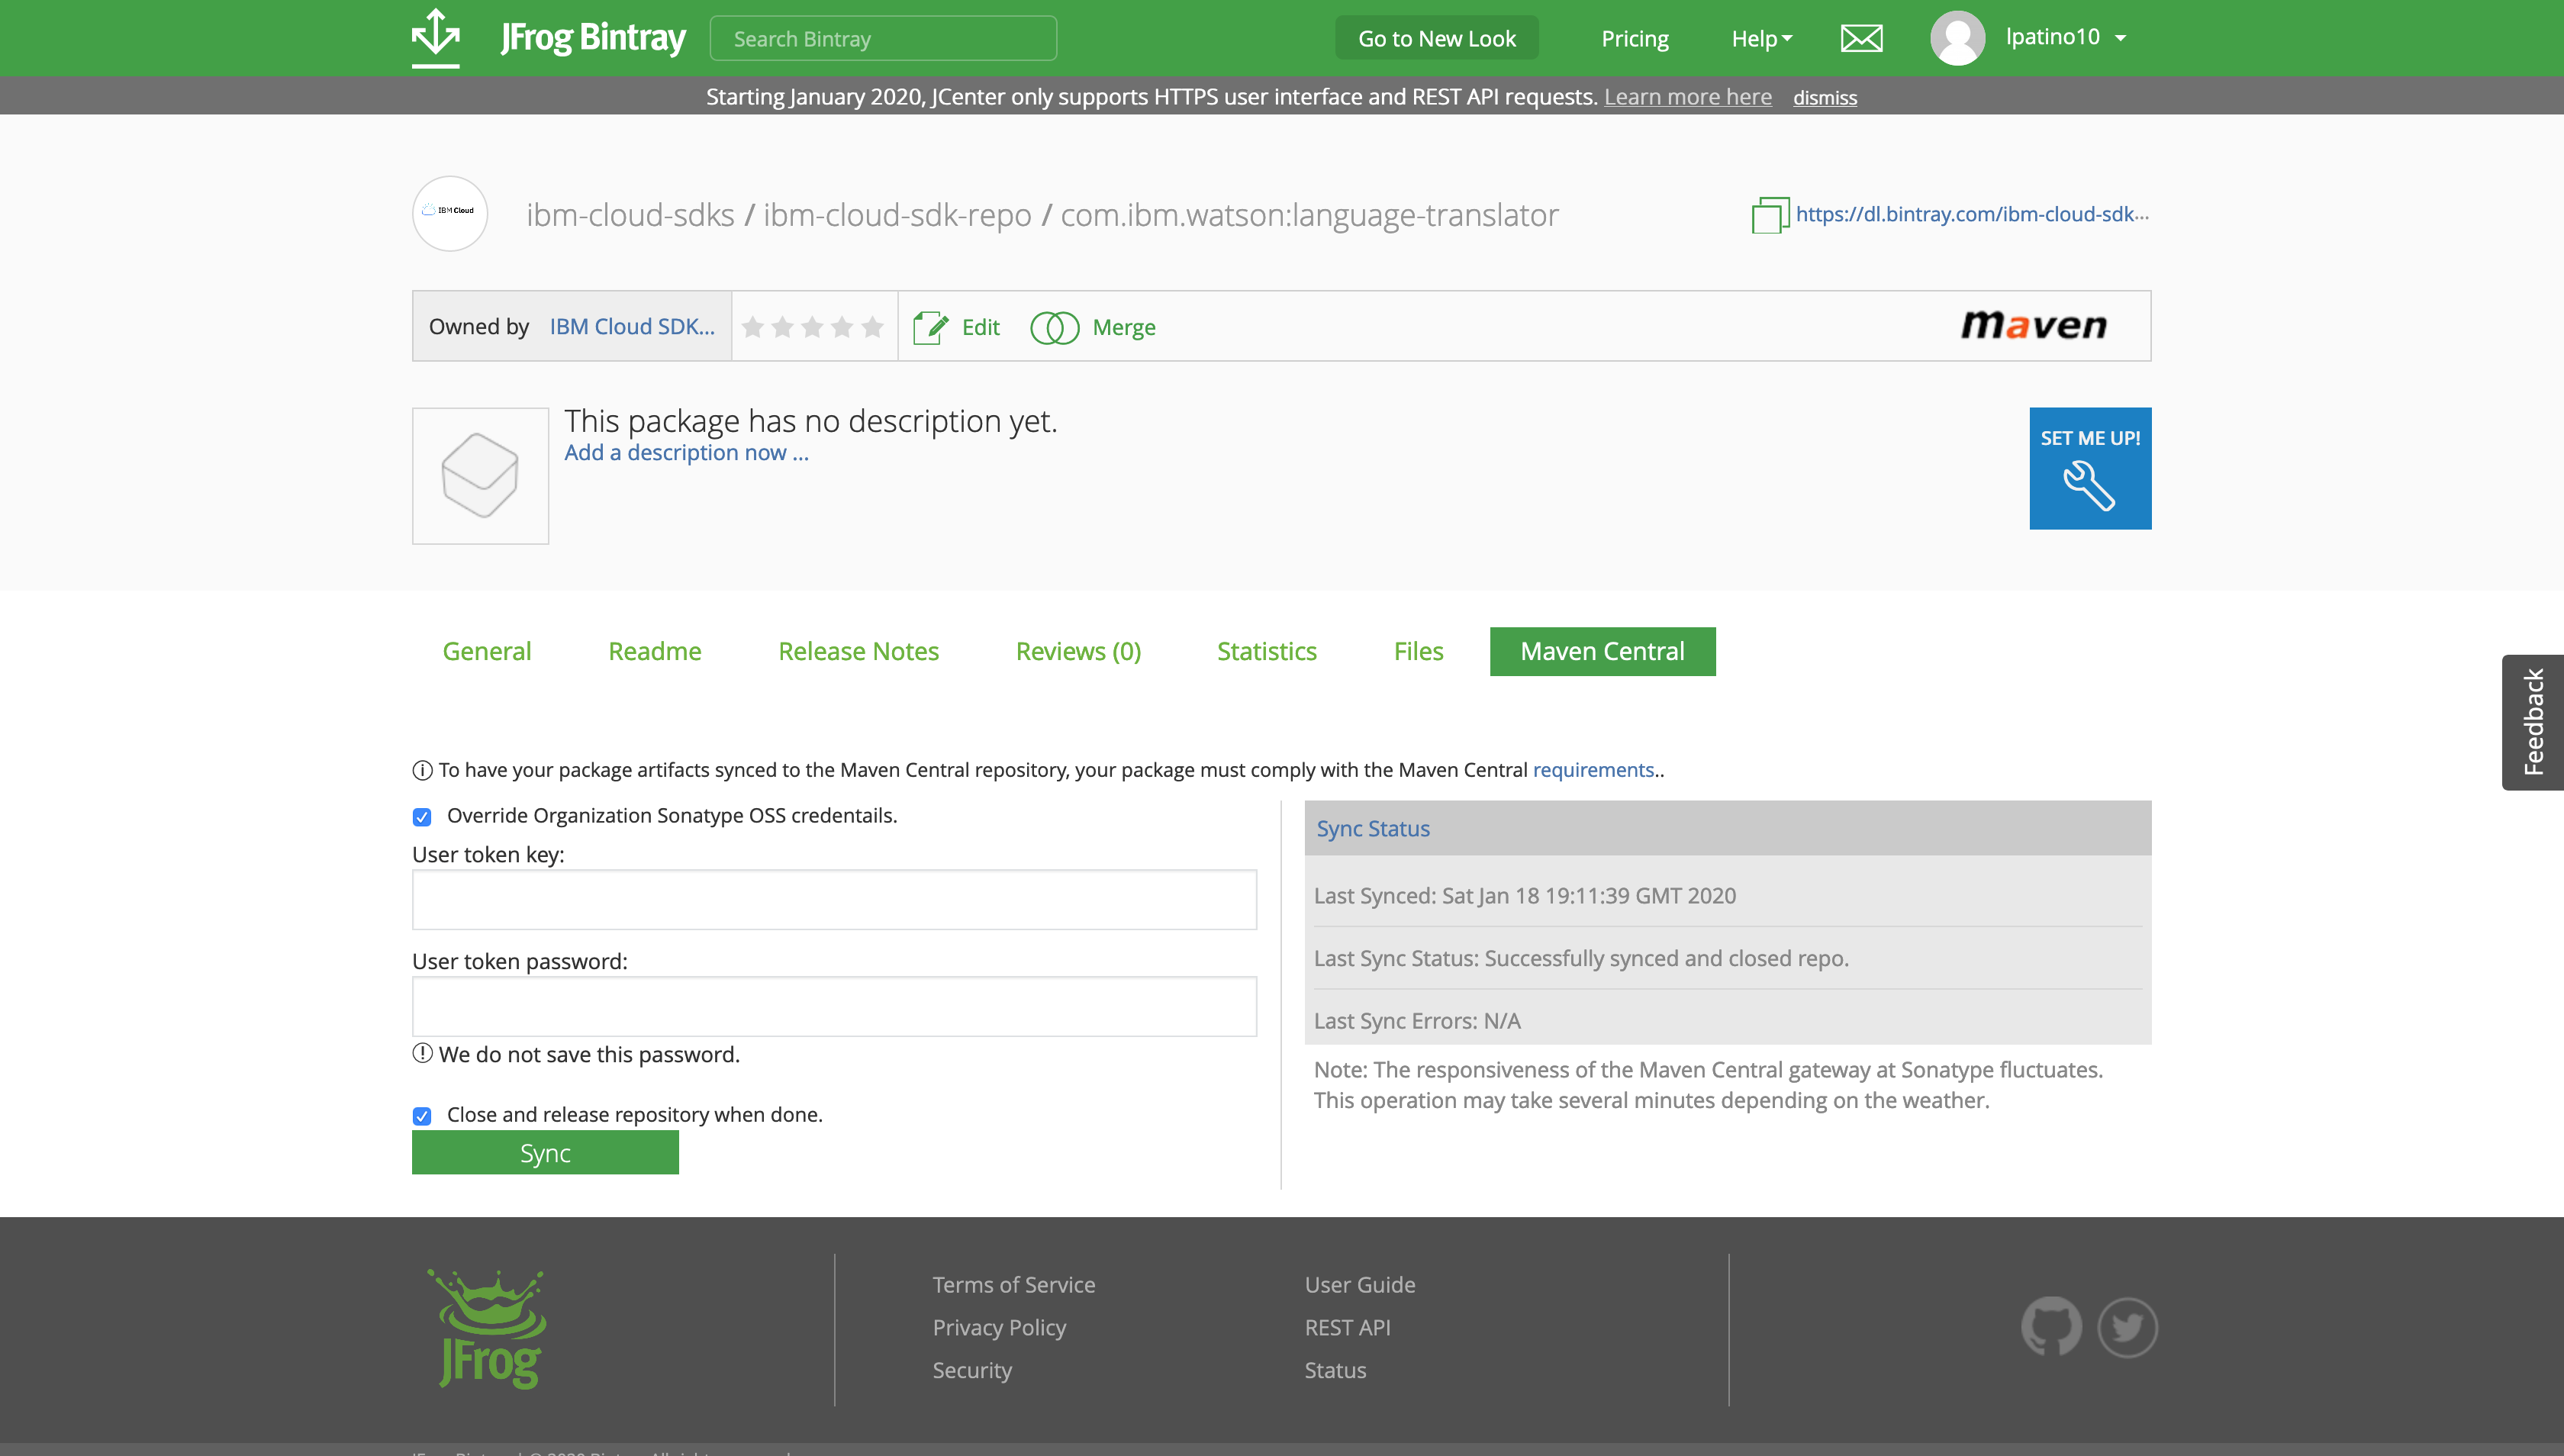 JFrog Bintray
Search Bintray
Go to New Look
Pricing
Help
lpatino10
Starting January 2020, JCenter only supports HTTPS user interface and REST API requests. Learn more here dismiss
IBM Cloud
ibm-cloud-sdks / ibm-cloud-sdk-repo / com.ibm.watson:language-translator
https://dl.bintray.com/ibm-cloud-sdk...
Owned by IBM Cloud SDK...
Edit
Merge
maven
This package has no description yet.
Add a description now ...
SET ME UP!
General
Readme
Release Notes
Reviews (0)
Statistics
Files
Maven Central
Feedback
To have your package artifacts synced to the Maven Central repository, your package must comply with the Maven Central requirements..
Override Organization Sonatype OSS credentails.
User token key:
User token password:
We do not save this password.
Close and release repository when done.
Sync
Sync Status
Last Synced: Sat Jan 18 19:11:39 GMT 2020
Last Sync Status: Successfully synced and closed repo.
Last Sync Errors: N/A
Note: The responsiveness of the Maven Central gateway at Sonatype fluctuates.
This operation may take several minutes depending on the weather.
JFrog
Terms of Service
Privacy Policy
Security
User Guide
REST API
Status